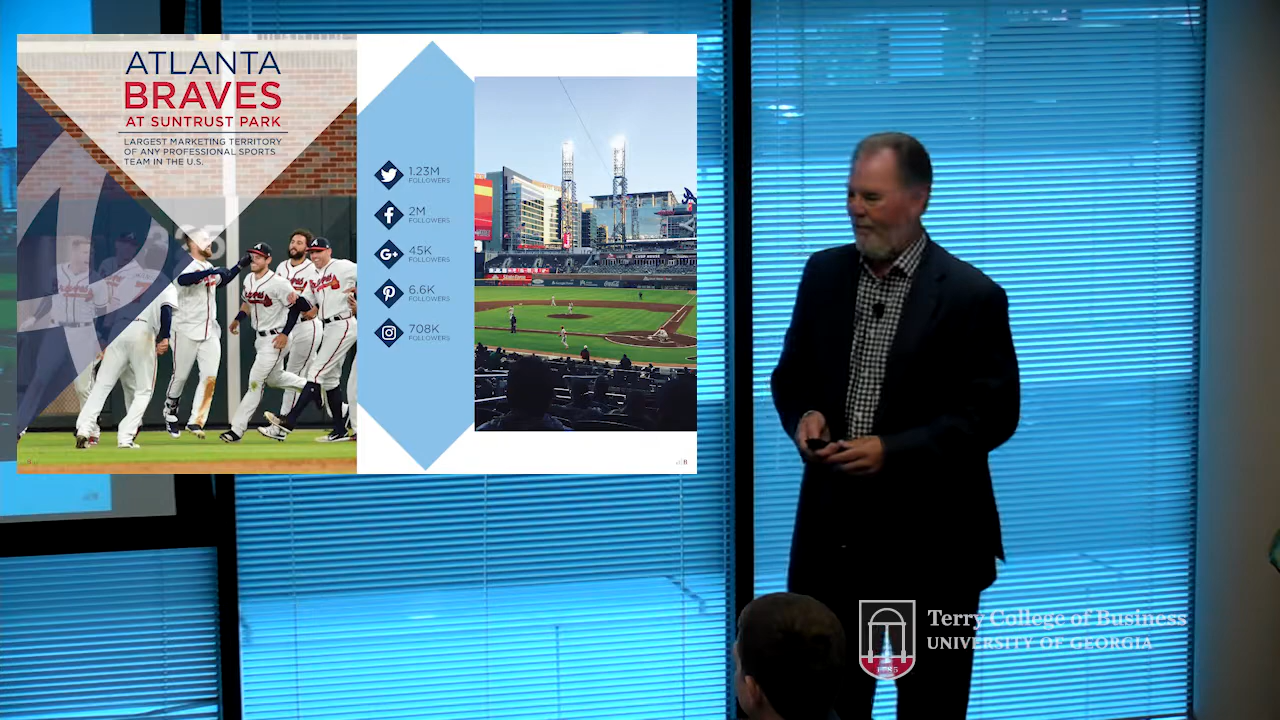 ATLANTA
BRAVES
AT SUNTRUST PARK
LARGEST MARKETING TERRITORY
OF ANY PROFESSIONAL SPORTS
TEAM IN THE U.S.
1.23M
FOLLOWERS
2M
FOLLOWERS
G+
45K
FOLLOWERS
6.6K
FOLLOWERS
708K
FOLLOWERS
Terry College of Business
UNIVERSITY OF GEORGIA
1785